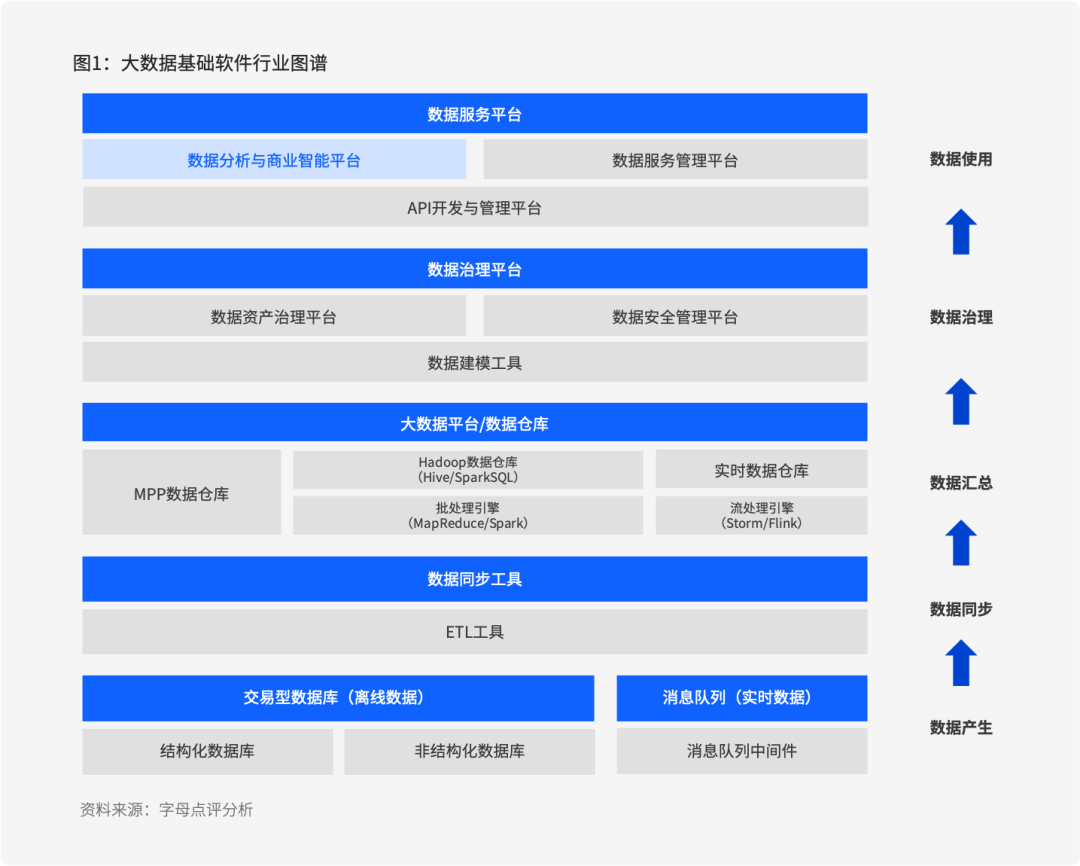 图1：大数据基础软件行业图谱
数据服务平台
数据分析与商业智能平台
数据服务管理平台
数据使用
API开发与管理平台
数据治理平台
数据资产治理平台
数据安全管理平台
数据治理
数据建模工具
大数据平台/数据仓库
MPP数据仓库
Hadoop数据仓库
（Hive/SparkSQL）
实时数据仓库
数据汇总
批处理引擎
（MapReduce/Spark）
流处理引擎
（Storm/Flink）
数据同步工具
数据同步
ETL工具
交易型数据库（离线数据）
消息队列（实时数据）
数据产生
结构化数据库
非结构化数据库
消息队列中间件
资料来源：字母点评分析